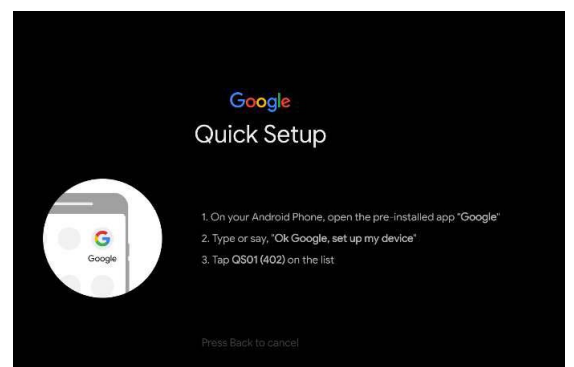 Google
Quick Setup
1. On your Android Phone, open the pre-installed app "Google"
2. Type or say, "Ok Google, set up my device"
3. Tap QS01 (402) on the list
G
Google
Press Back to cancel